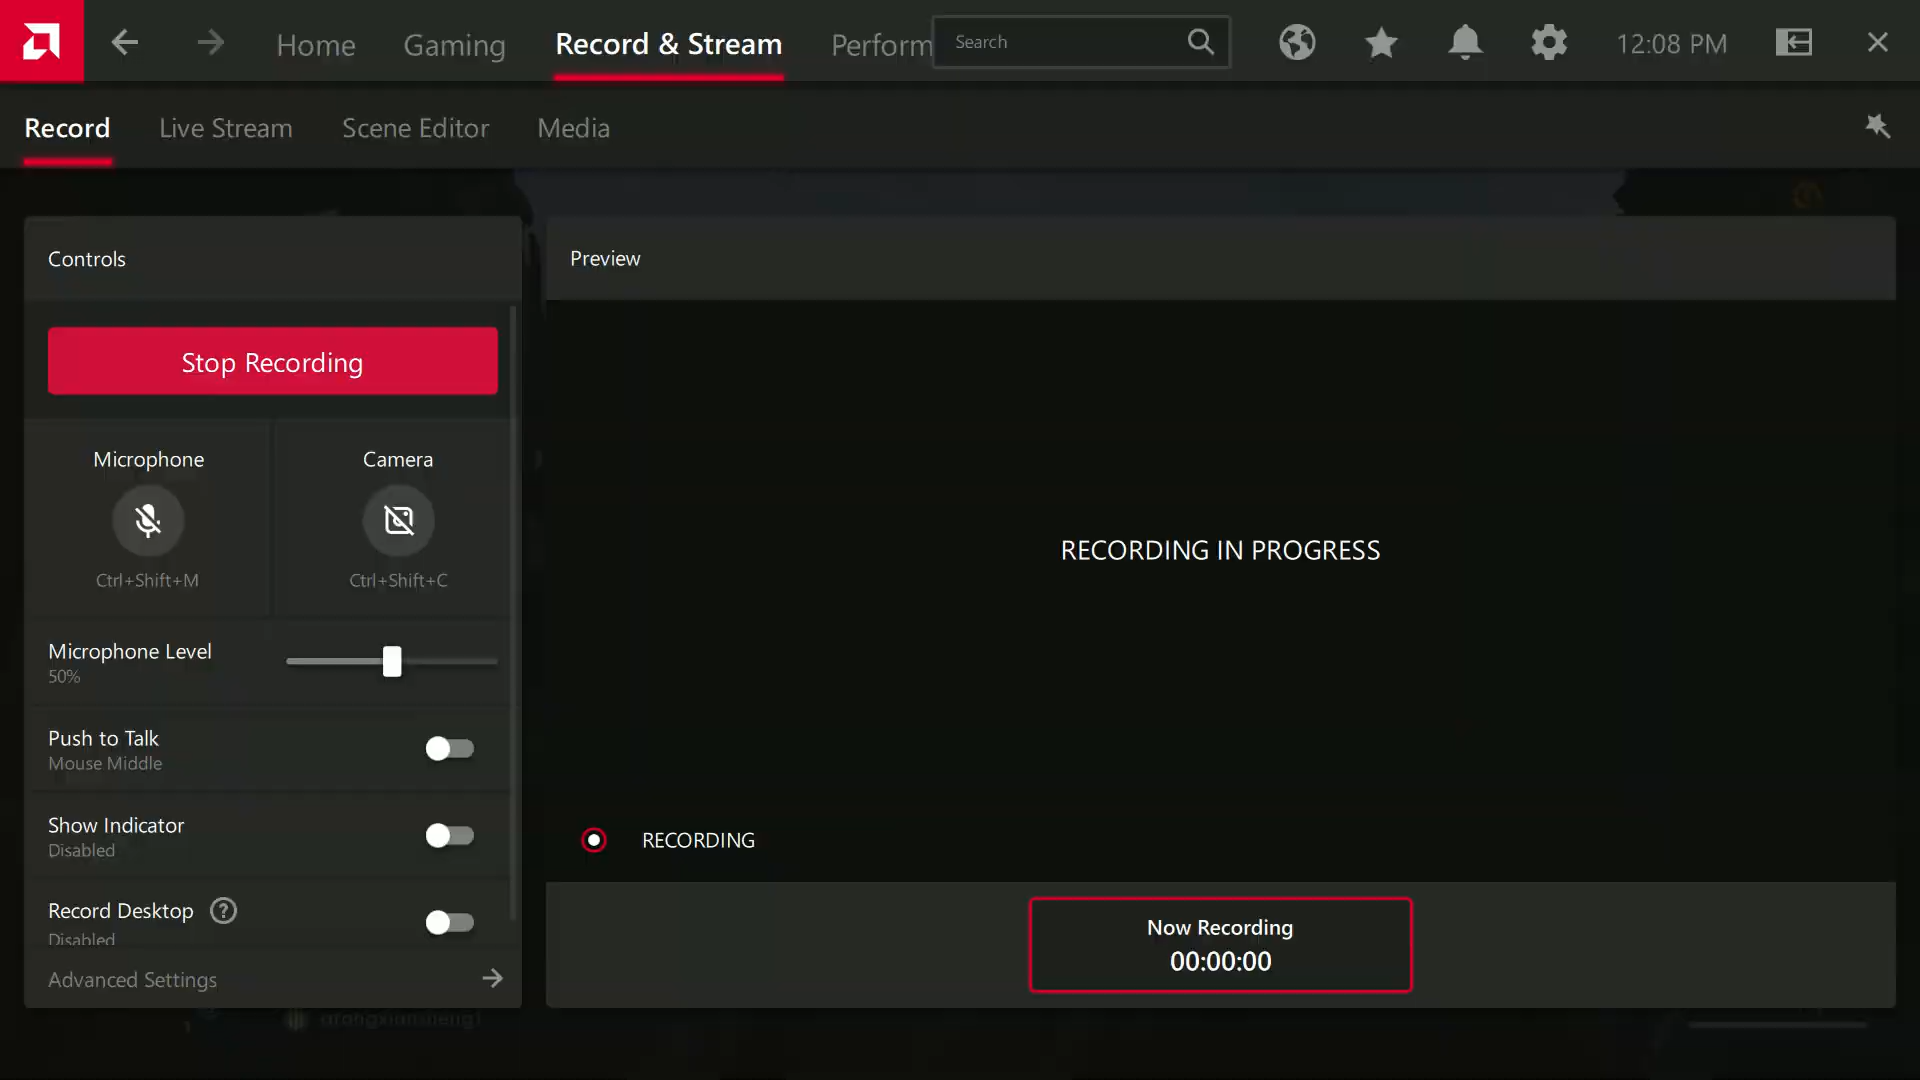 Home Gaming Record & Stream Perform Search 12:08 PM
Record Live Stream Scene Editor Media
Controls
Stop Recording
Microphone Camera
Ctrl+Shift+M Ctrl+Shift+C
Microphone Level
50%
Push to Talk
Mouse Middle
Show Indicator
Disabled
Record Desktop ?
Disabled
Advanced Settings
Preview
RECORDING IN PROGRESS
RECORDING
Now Recording
00:00:00